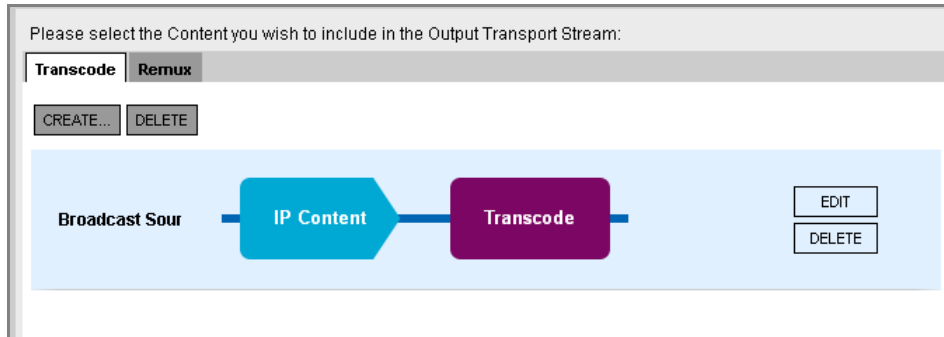 Please select the Content you wish to include in the Output Transport Stream:
Transcode Remux
CREATE... DELETE
Broadcast Sour IP Content Transcode
EDIT
DELETE